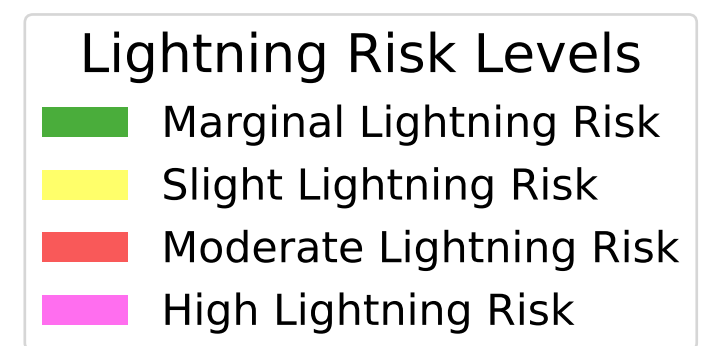 Lightning Risk Levels
Marginal Lightning Risk
Slight Lightning Risk
Moderate Lightning Risk
High Lightning Risk